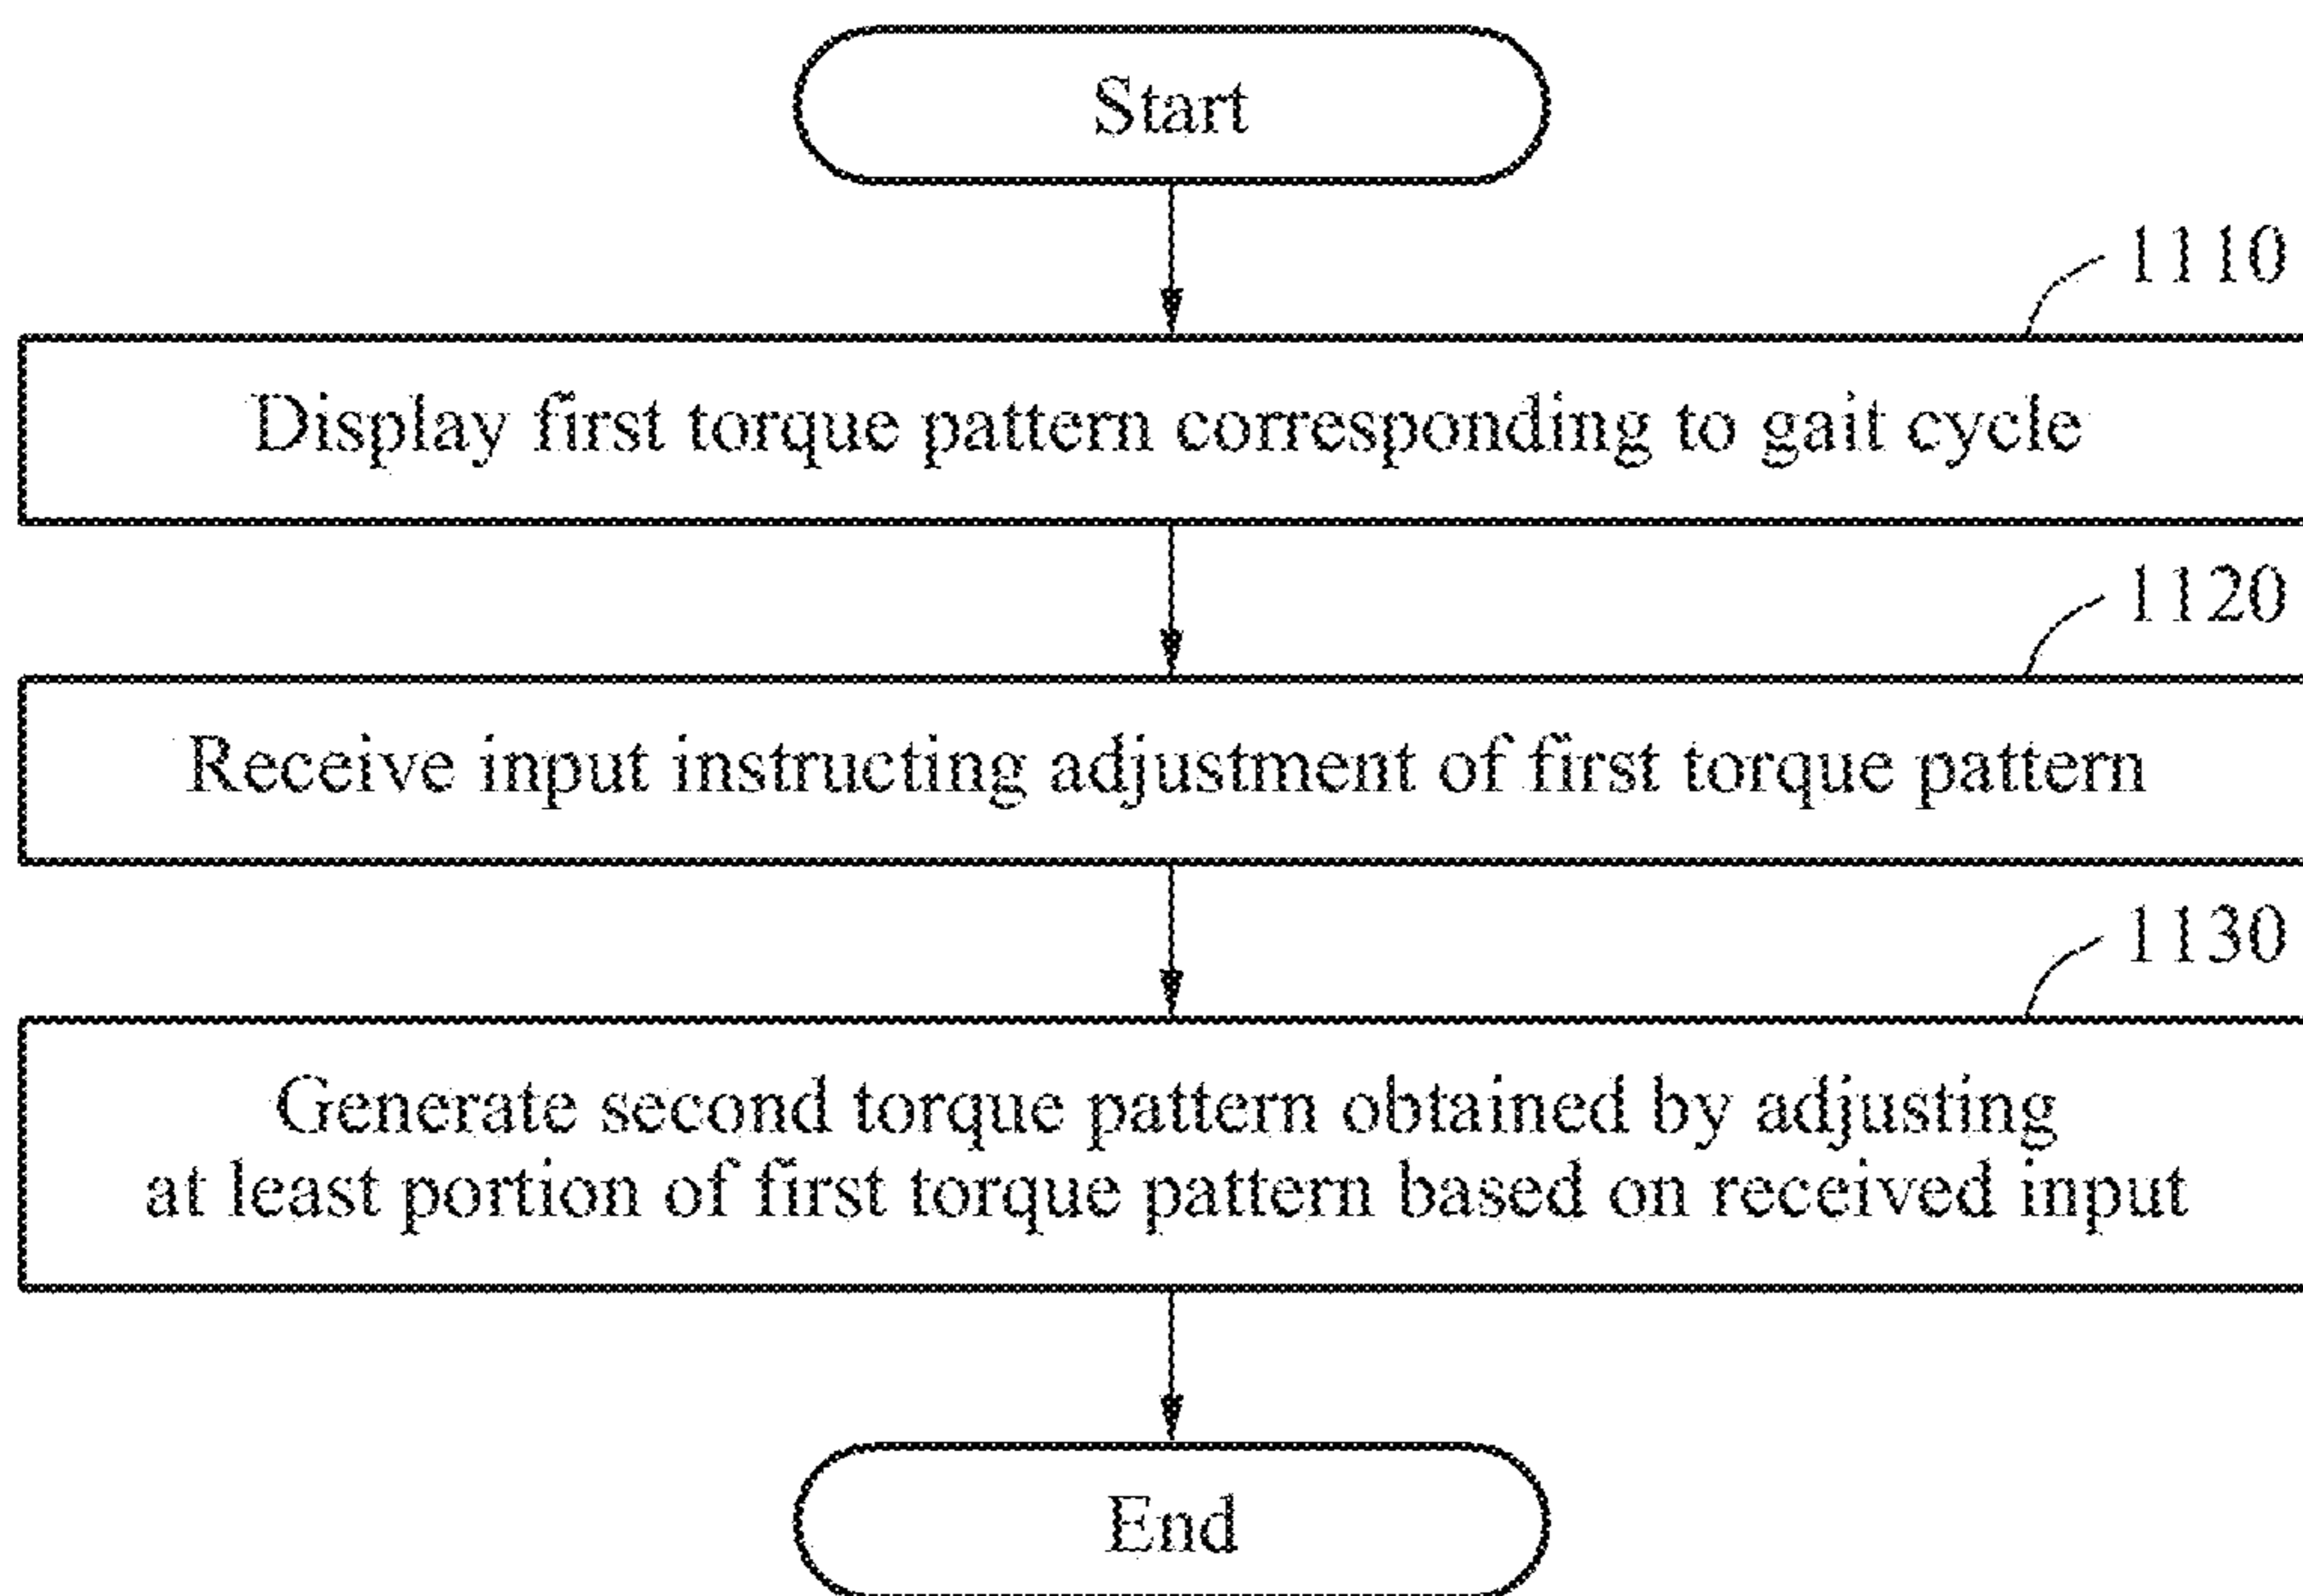 Start
1110
Display first torque pattern corresponding to gait cycle
1120
Receive input instructing adjustment of first torque pattern
1130
Generate second torque pattern obtained by adjusting
at least portion of first torque pattern based on received input
End